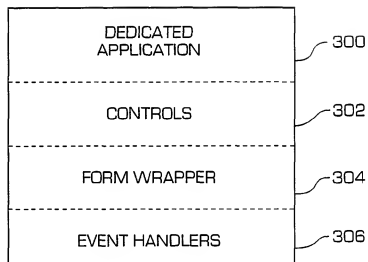 DEDICATED
APPLICATION
300
CONTROLS
302
FORM WRAPPER
304
EVENT HANDLERS
306